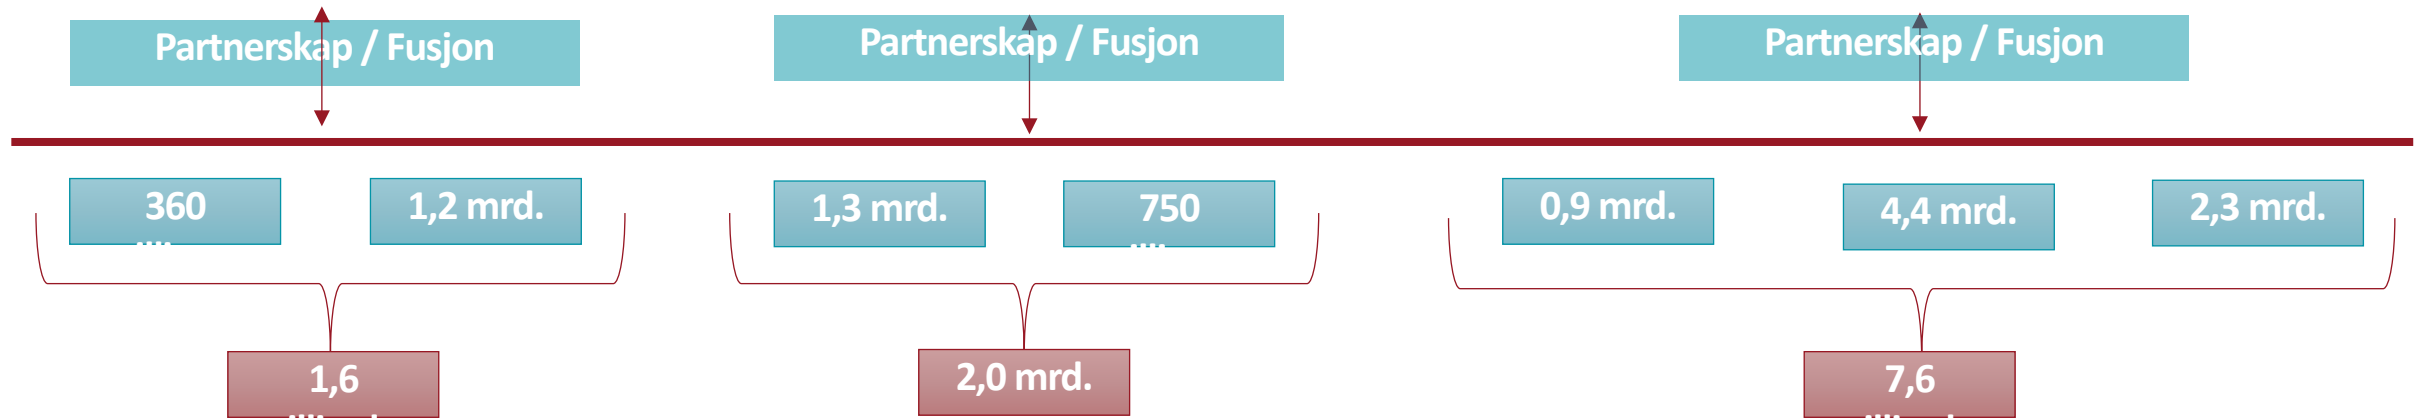 Partnerskap / Fusjon
Partnerskap / Fusjon
Partnerskap / Fusjon
360
1,2 mrd.
1,3 mrd.
750
0,9 mrd.
4,4 mrd.
2,3 mrd.
1,6
2,0 mrd.
7,6